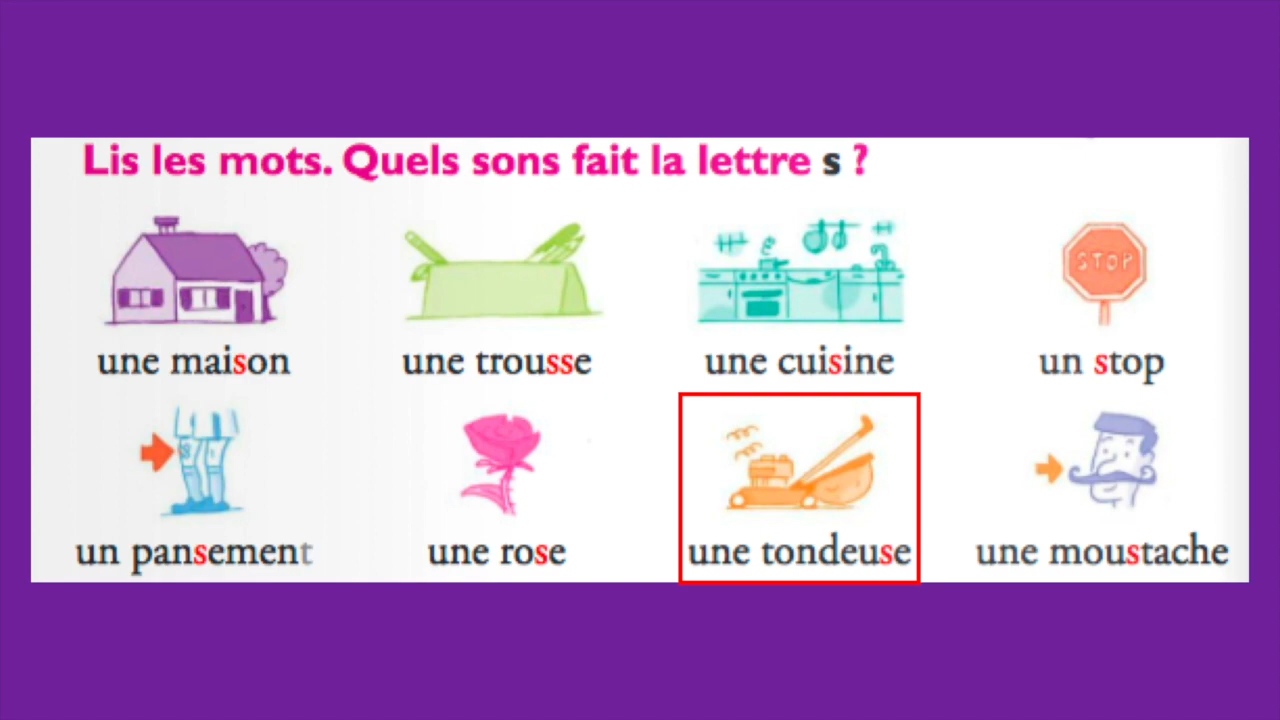 Lis les mots. Quels sons fait la lettre s ?
STOP
une maison une trousse une cuisine un stop
un pansement une rose une tondeuse une moustache